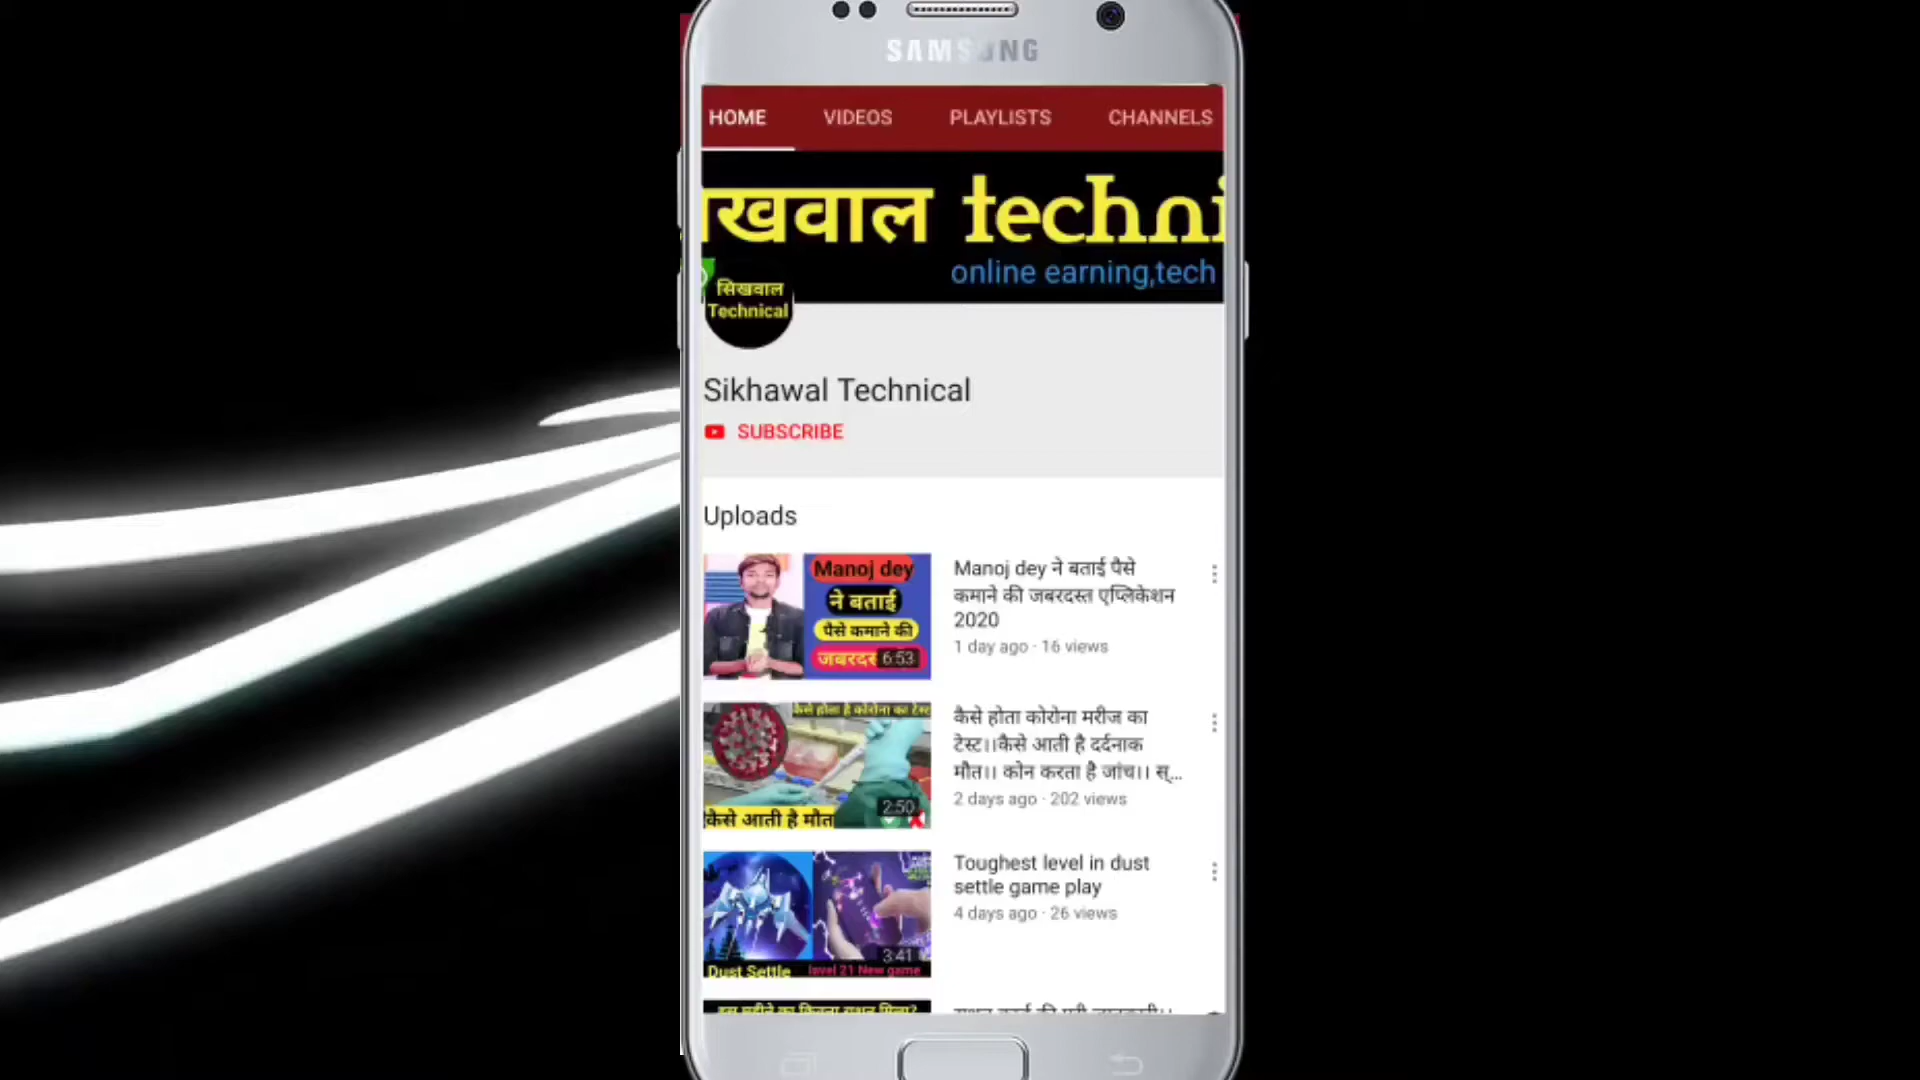 SAMSUNG
HOME VIDEOS PLAYLISTS CHANNELS
िखवाल techni
online earning,tech
सिखवाल
Technical
Sikhawal Technical
SUBSCRIBE
Uploads
Manoj dey
ने बताई
पैसे कमाने की
जबरदस
6:53
Manoj dey ने बताई पैसे
कमाने की जबरदस्त एप्लिकेशन
2020
1 day ago · 16 views
कैसे होता है कोरोना का टेस्ट
कैसे आती है मौत
2:50
कैसे होता कोरोना मरीज का
टेस्ट।।कैसे आती है दर्दनाक
मौत।। कोन करता है जांच।। स्...
2 days ago · 202 views
3:41
Dust Settle level 21 New game
Toughest level in dust
settle game play
4 days ago · 26 views